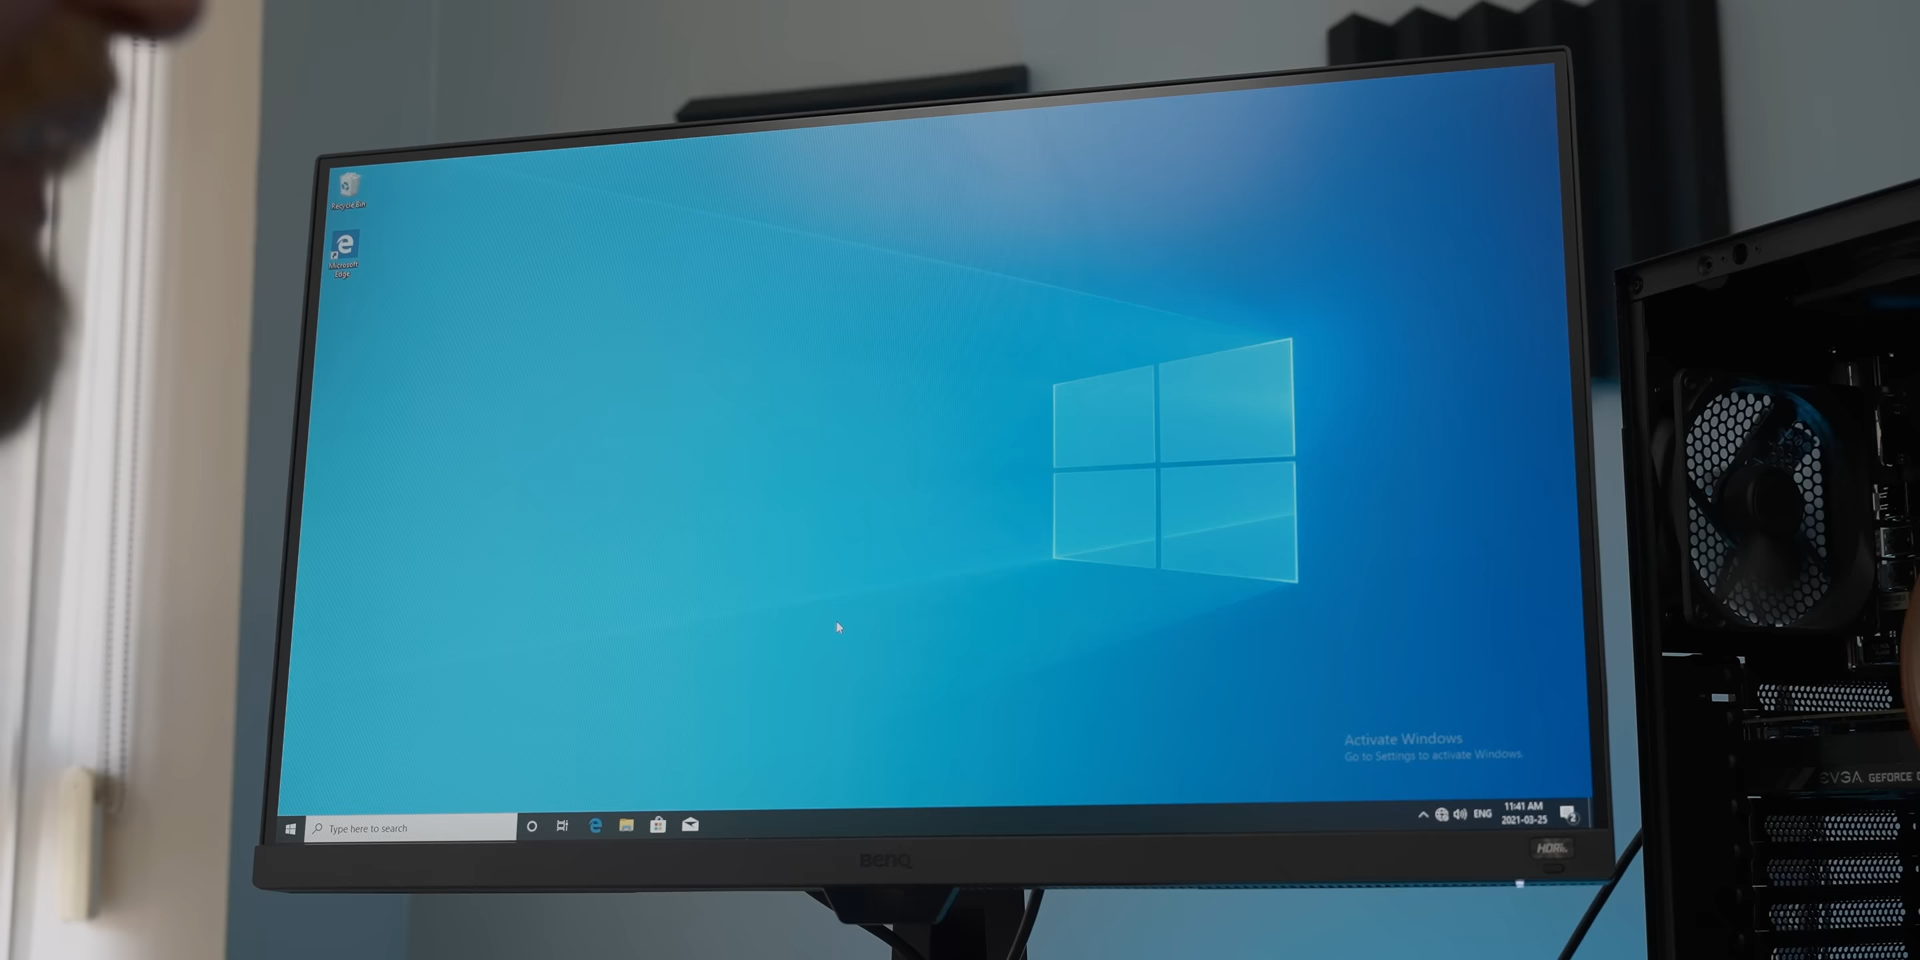 Recycle Bin
Microsoft
Edge
Activate Windows
Go to Settings to activate Windows.
Type here to search
ENG
11:41 AM
2021-03-25
2
BenQ
EVGA GEFORCE